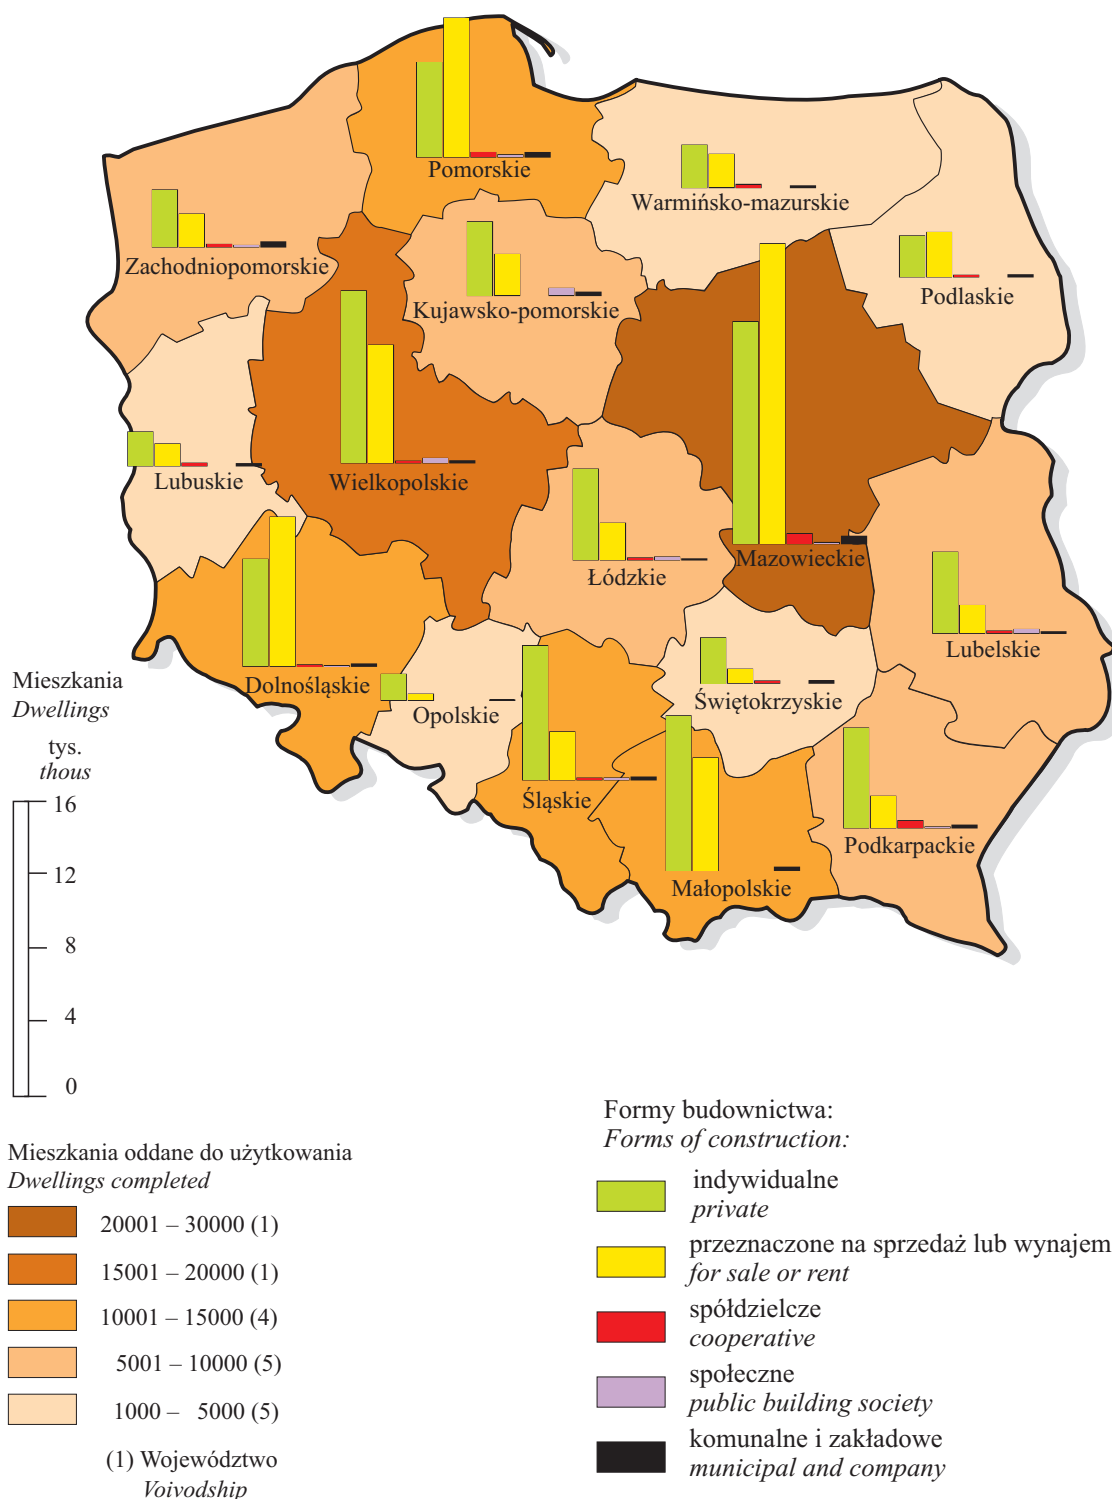 Pomorskie
Warmińsko-mazurskie
Zachodniopomorskie
Podlaskie
Kujawsko-pomorskie
Lubuskie
Wielkopolskie
Mazowieckie
Łódzkie
Lubelskie
Dolnośląskie
Świętokrzyskie
Opolskie
Śląskie
Podkarpackie
Małopolskie
Mieszkania
Dwellings
tys.
thous
16
12
8
4
0
Mieszkania oddane do użytkowania
Dwellings completed
20001 – 30000 (1)
15001 – 20000 (1)
10001 – 15000 (4)
5001 – 10000 (5)
1000 – 5000 (5)
(1) Województwo
Voivodship
Formy budownictwa:
Forms of construction:
indywidualne
private
przeznaczone na sprzedaż lub wynajem
for sale or rent
spółdzielcze
cooperative
społeczne
public building society
komunalne i zakładowe
municipal and company